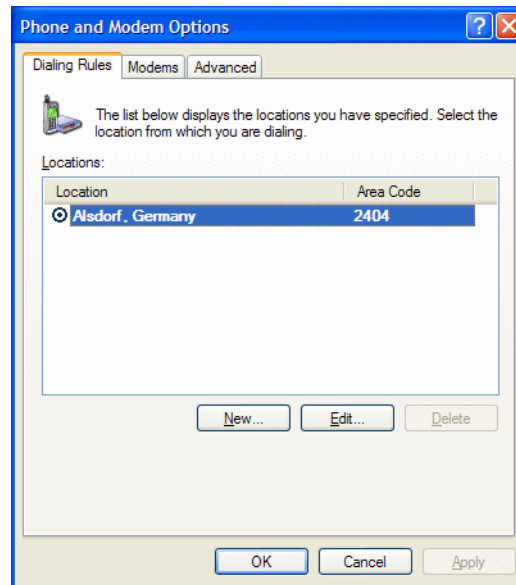 Phone and Modem Options
Dialing Rules Modems Advanced
The list below displays the locations you have specified. Select the
location from which you are dialing.
Locations:
Location Area Code
Alsdorf, Germany 2404
New... Edit... Delete
OK Cancel Apply